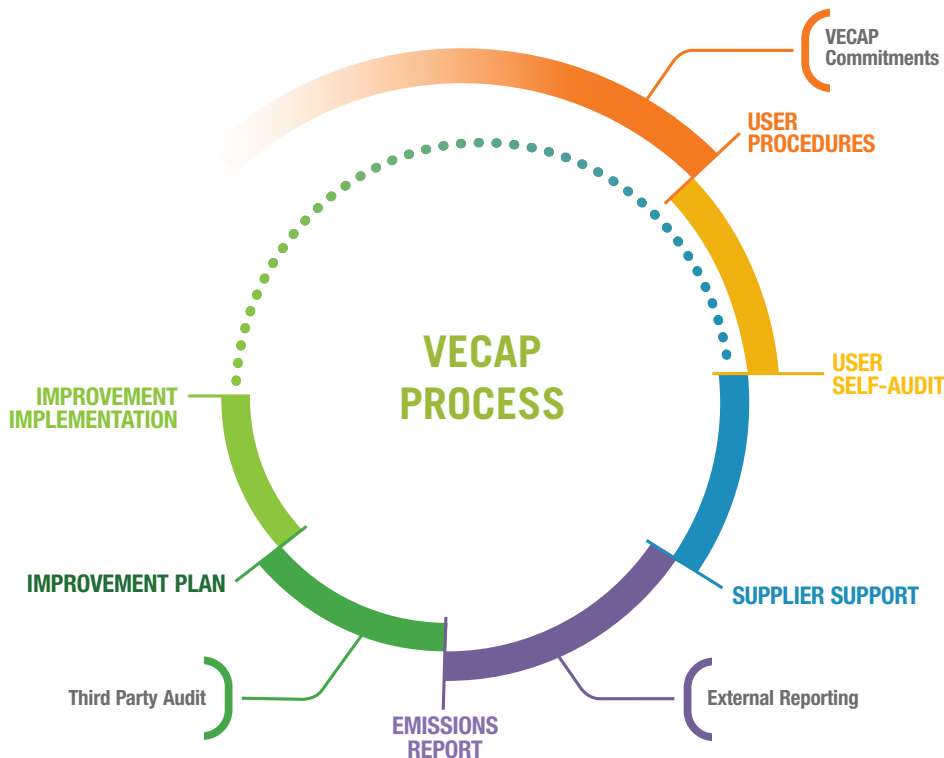 VECAP
Commitments
USER
PROCEDURES
VECAP
PROCESS
USER
SELF-AUDIT
IMPROVEMENT
IMPLEMENTATION
IMPROVEMENT PLAN
SUPPLIER SUPPORT
Third Party Audit
External Reporting
EMISSIONS
REPORT